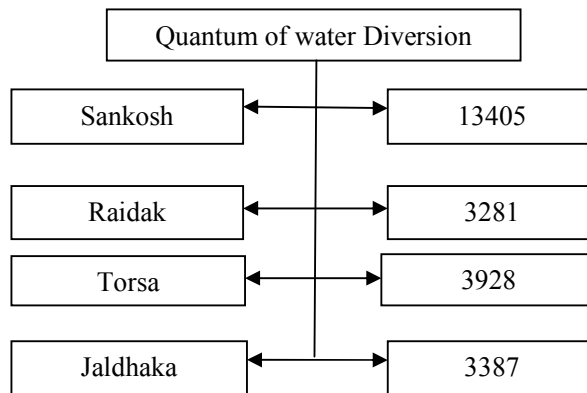 Quantum of water Diversion
Sankosh
13405
Raidak
3281
Torsa
3928
Jaldhaka
3387